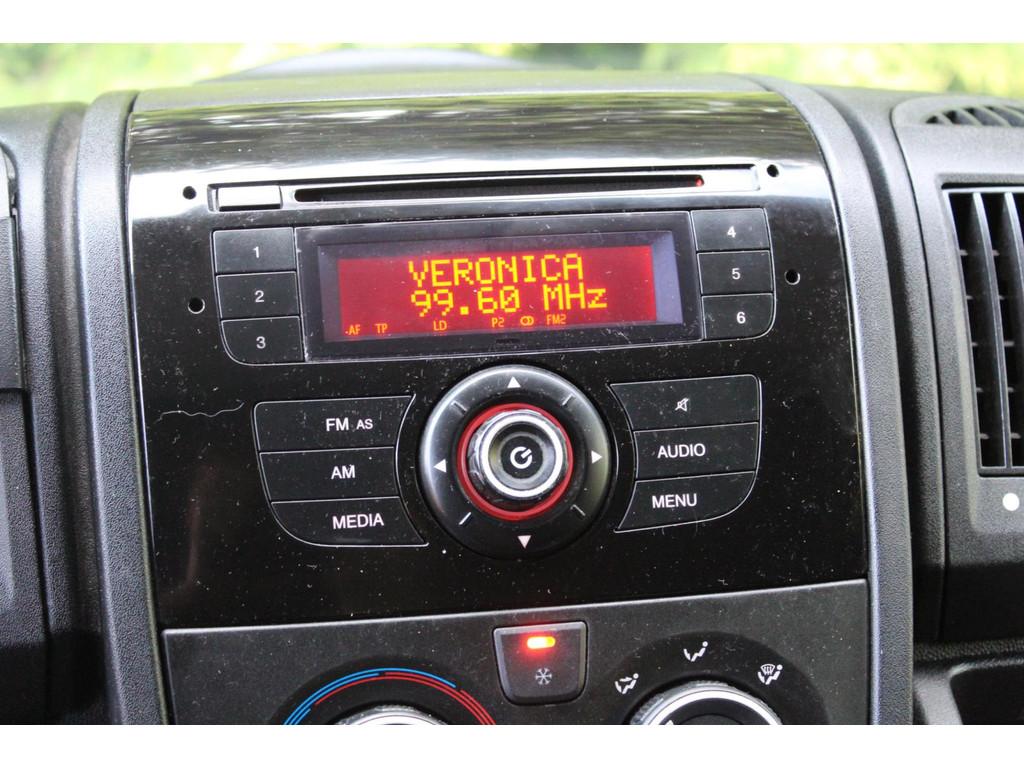 1
2
3
VERONICA
99.60 MHz
-AF TP LD P2 FM2
4
5
6
FM AS
AM
MEDIA
AUDIO
MENU